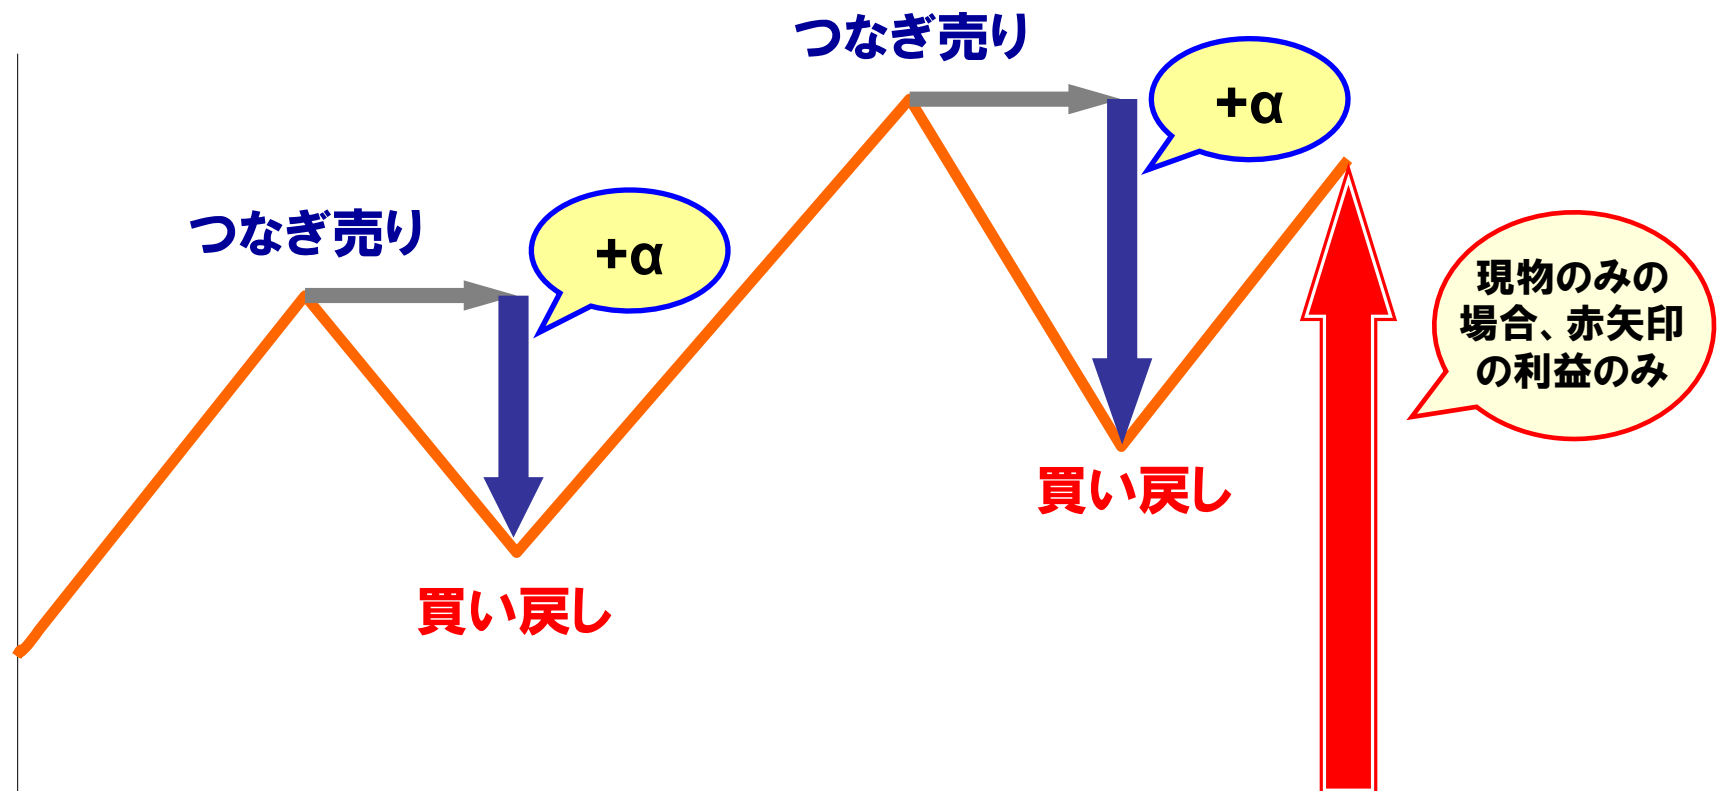 つなぎ売り
+α
つなぎ売り
+α
現物のみの
場合、赤矢印
の利益のみ
買い戻し
買い戻し